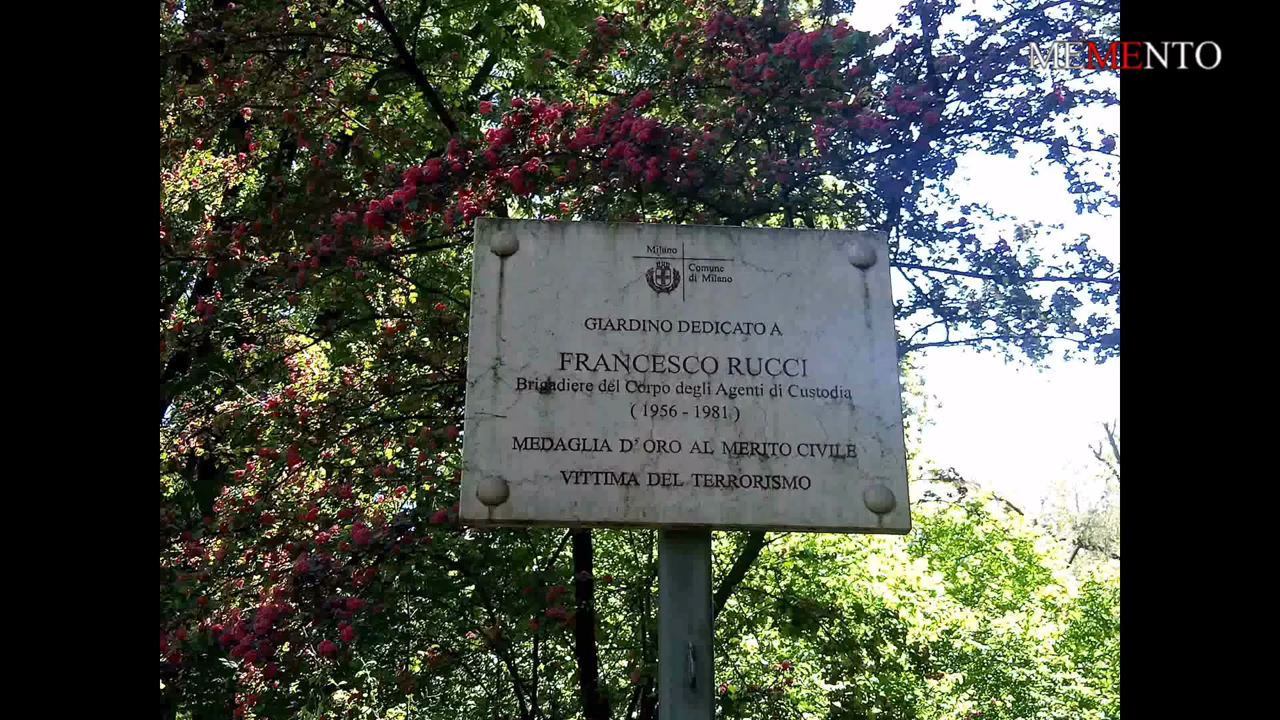 MEMENTO
Milano
Comune
di Milano
GIARDINO DEDICATO A
FRANCESCO RUCCI
Brigadiere del Corpo degli Agenti di Custodia
( 1956 - 1981 )
MEDAGLIA D' ORO AL MERITO CIVILE
VITTIMA DEL TERRORISMO